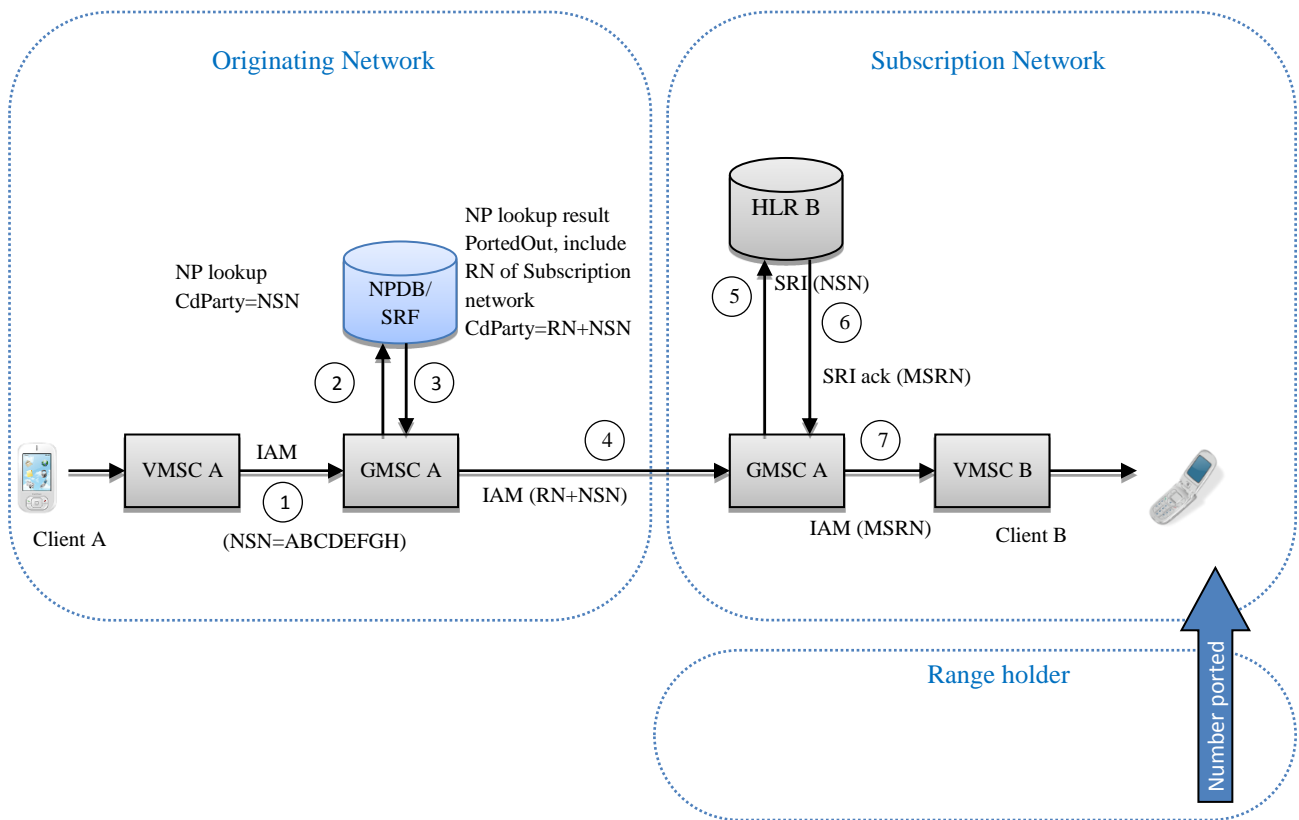 Originating Network
Subscription Network
HLR B
NP lookup result
PortedOut, include
RN of Subscription
network
CdParty=RN+NSN
NP lookup
CdParty=NSN
NPDB/
SRF
5
SRI (NSN)
6
2
3
SRI ack (MSRN)
4
7
VMSC A
IAM
GMSC A
GMSC A
VMSC B
1
IAM (RN+NSN)
IAM (MSRN)
Client A
(NSN=ABCDEFGH)
Client B
Range holder
Number ported